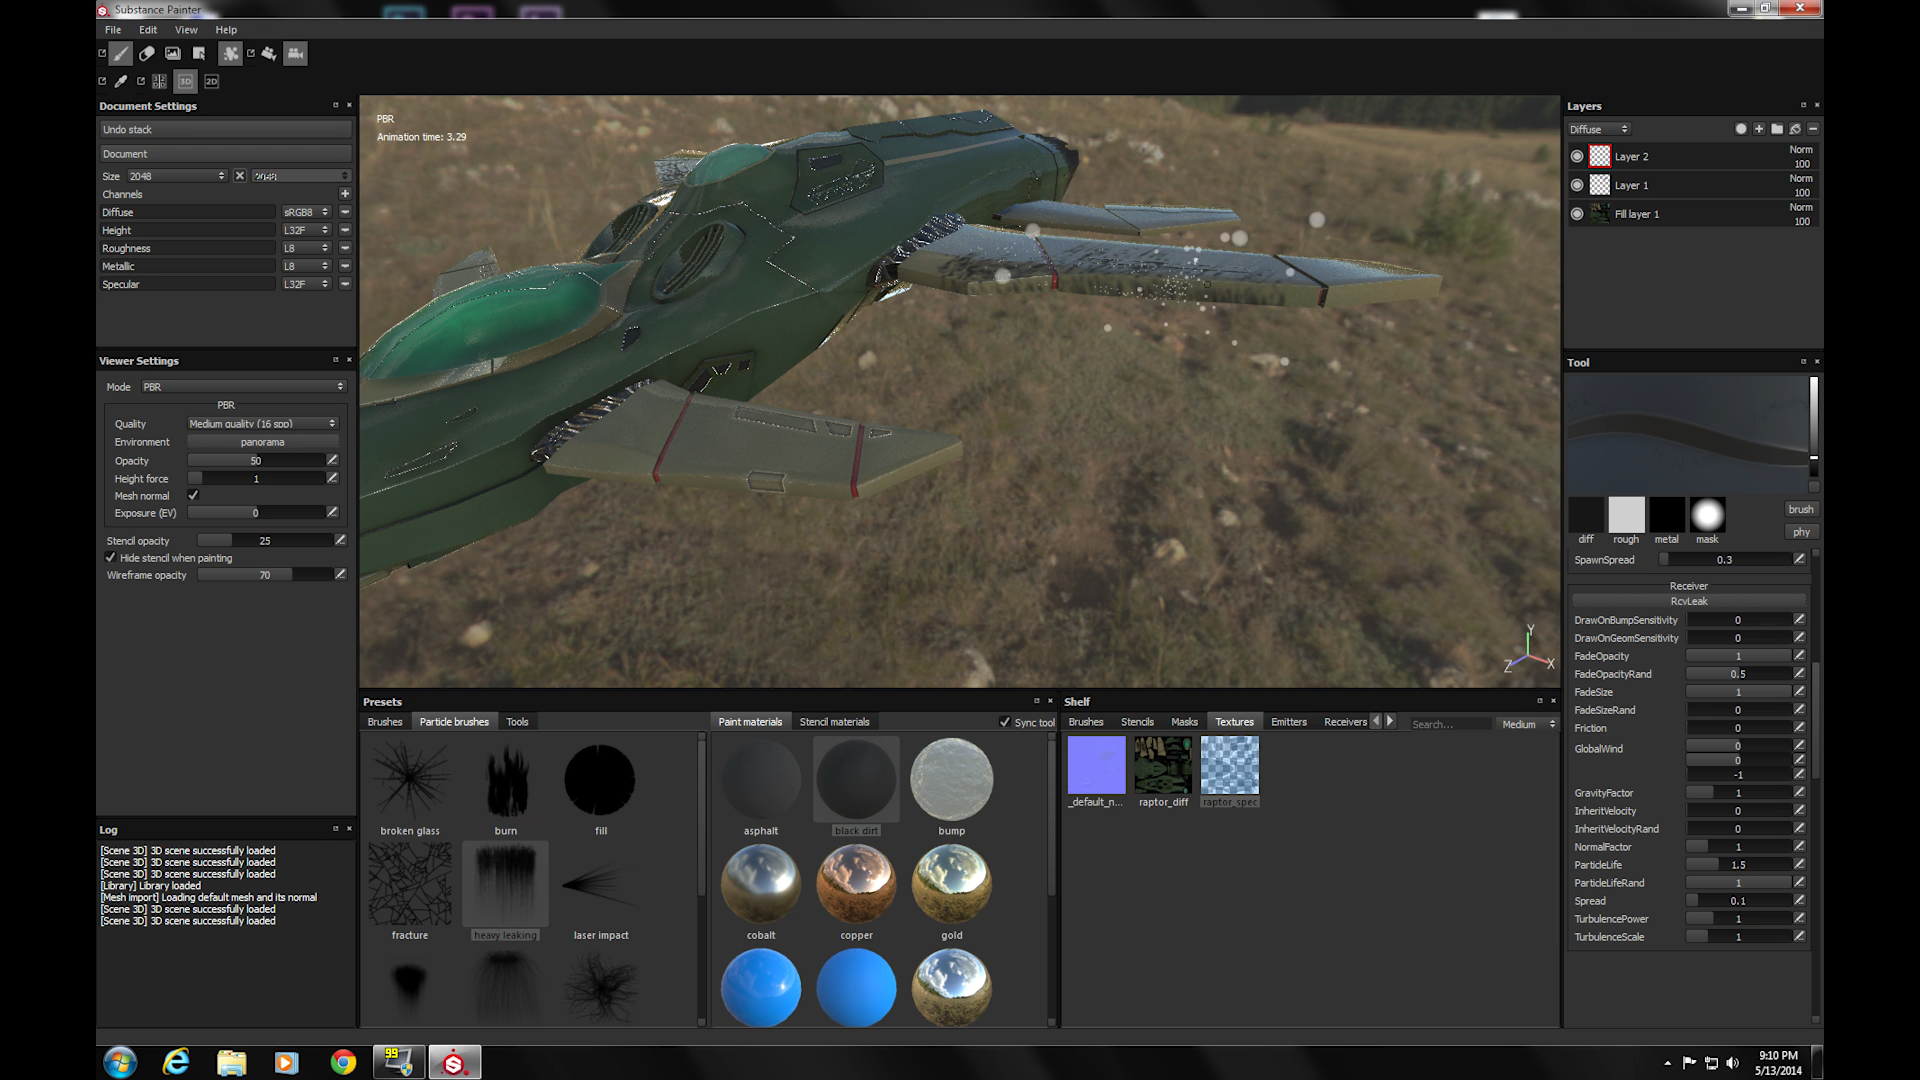 Substance Painter
File Edit View Help
3D 2D
Document Settings
Undo stack
Document
Size 2048 2048
Channels
Diffuse sRGB8
Height L32F
Roughness L8
Metallic L8
Specular L32F
Viewer Settings
Mode PBR
PBR
Quality Medium quality (16 spp)
Environment panorama
Opacity 50
Height force 1
Mesh normal
Exposure (EV) 0
Stencil opacity 25
Hide stencil when painting
Wireframe opacity 70
Log
[Scene 3D] 3D scene successfully loaded
[Scene 3D] 3D scene successfully loaded
[Scene 3D] 3D scene successfully loaded
[Library] Library loaded
[Mesh import] Loading default mesh and its normal
[Scene 3D] 3D scene successfully loaded
[Scene 3D] 3D scene successfully loaded
PBR
Animation time: 3.29
Y
Z X
Presets
Brushes Particle brushes Tools
broken glass burn fill
fracture heavy leaking laser impact
Paint materials Stencil materials Sync tool
asphalt black dirt bump
cobalt copper gold
Shelf
Brushes Stencils Masks Textures Emitters Receivers Search... Medium
_default_n... raptor_diff raptor_spec
Layers
Diffuse
Layer 2 Norm 100
Layer 1 Norm 100
Fill layer 1 Norm 100
Tool
diff rough metal mask
brush
phy
SpawnSpread 0.3
Receiver
RcvLeak
DrawOnBumpSensitivity 0
DrawOnGeomSensitivity 0
FadeOpacity 1
FadeOpacityRand 0.5
FadeSize 1
FadeSizeRand 0
Friction 0
GlobalWind 0
0
-1
GravityFactor 1
InheritVelocity 0
InheritVelocityRand 0
NormalFactor 1
ParticleLife 1.5
ParticleLifeRand 1
Spread 0.1
TurbulencePower 1
TurbulenceScale 1
99
9:10 PM
5/13/2014